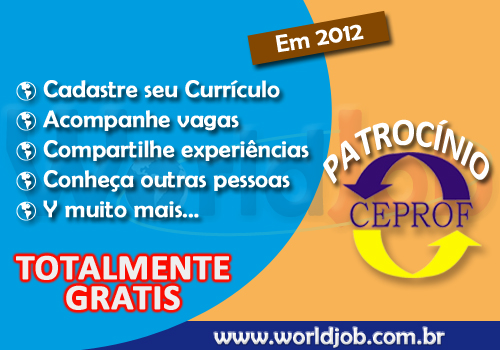 Em 2012
Cadastre seu Currículo
Acompanhe vagas
Compartilhe experiências
Conheça outras pessoas
Y muito mais...
PATROCÍNIO
CEPROF
WorldJob
TOTALMENTE
GRATIS
www.worldjob.com.br